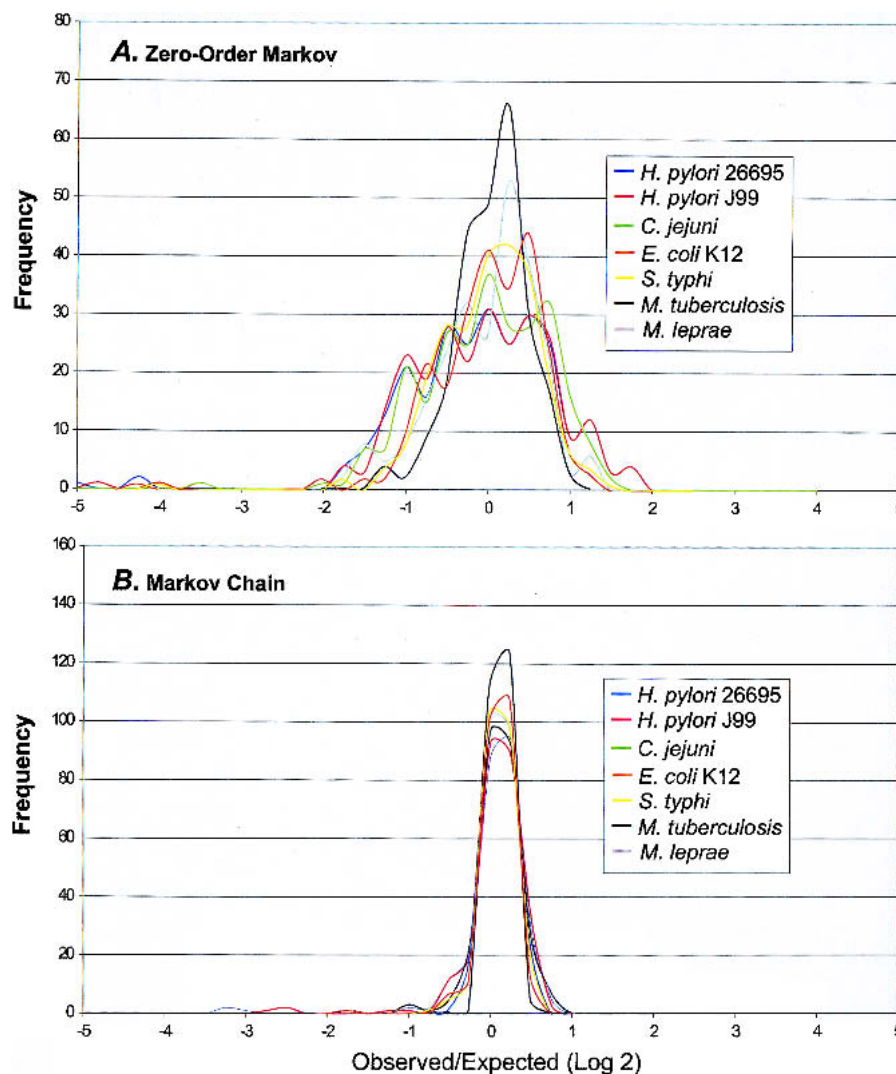 A. Zero-Order Markov
80
70
60
50
40
30
20
10
0
Frequency
H. pylori 26695
H. pylori J99
C. jejuni
E. coli K12
S. typhi
M. tuberculosis
M. leprae
-5 -4 -3 -2 -1 0 1 2 3 4 5
B. Markov Chain
160
140
120
100
80
60
40
20
0
Frequency
H. pylori 26695
H. pylori J99
C. jejuni
E. coli K12
S. typhi
M. tuberculosis
M. leprae
-5 -4 -3 -2 -1 0 1 2 3 4 5
Observed/Expected (Log 2)